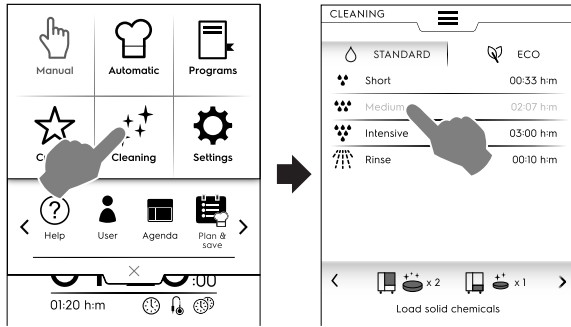 Manual Automatic Programs
Cleaning Settings
Help User Agenda Plan &
save
:00
01:20 h:m
CLEANING
STANDARD ECO
Short 00:33 h:m
Medium 02:07 h:m
Intensive 03:00 h:m
Rinse 00:10 h:m
x 2 x 1
Load solid chemicals